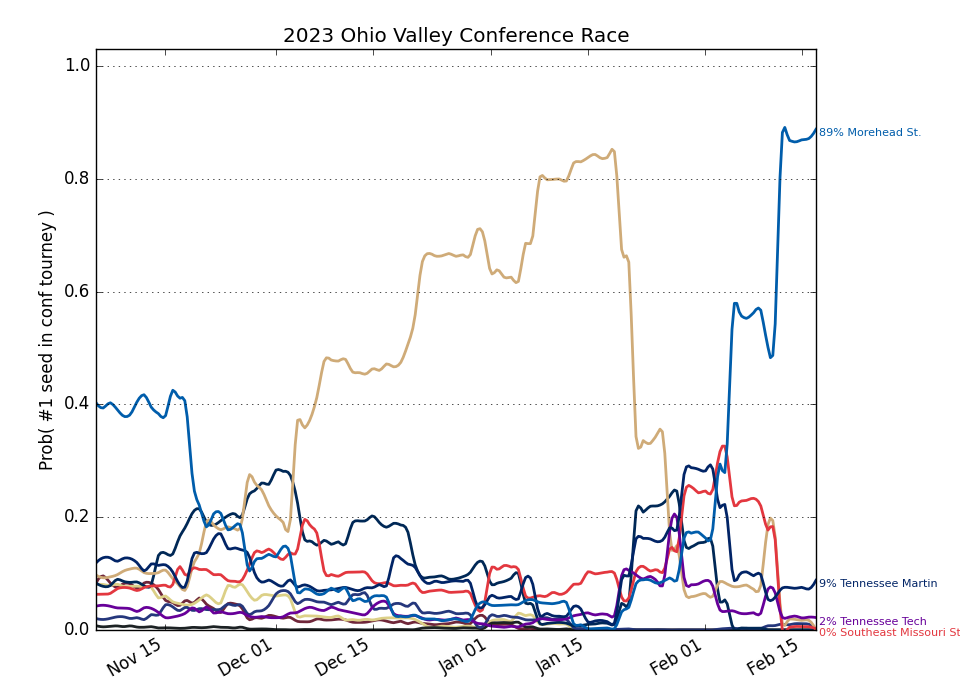 2023 Ohio Valley Conference Race
Prob( #1 seed in conf tourney )
1.0
0.8
0.6
0.4
0.2
0.0
Nov 15
Dec 01
Dec 15
Jan 01
Jan 15
Feb 01
Feb 15
89% Morehead St.
9% Tennessee Martin
2% Tennessee Tech
0% Southeast Missouri St